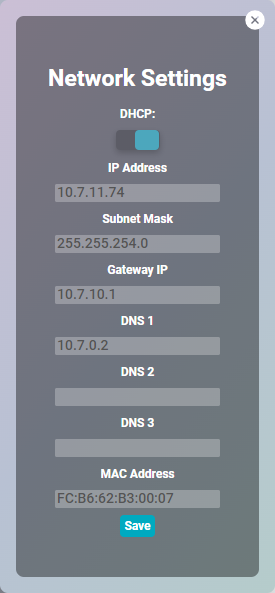 Network Settings
DHCP:
IP Address
10.7.11.74
Subnet Mask
255.255.254.0
Gateway IP
10.7.10.1
DNS 1
10.7.0.2
DNS 2
DNS 3
MAC Address
FC:B6:62:B3:00:07
Save